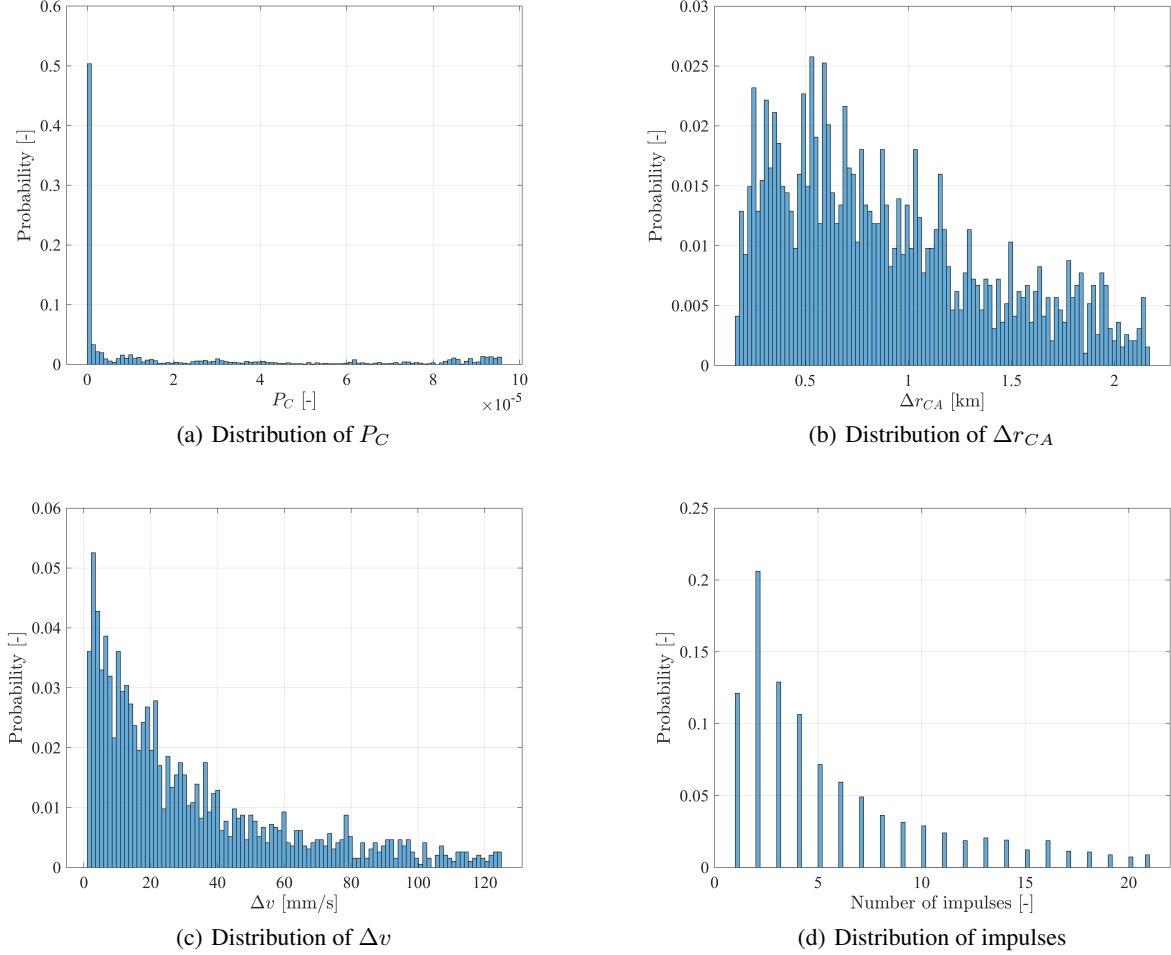 0.6
0.5
0.4
0.3
0.2
0.1
0
Probability [-]
0 2 4 6 8 10
P_C [-]
×10^-5
(a) Distribution of P_C
0.03
0.025
0.02
0.015
0.01
0.005
0
Probability [-]
0.5 1 1.5 2
Δr_CA [km]
(b) Distribution of Δr_CA
0.06
0.05
0.04
0.03
0.02
0.01
0
Probability [-]
0 20 40 60 80 100 120
Δv [mm/s]
(c) Distribution of Δv
0.25
0.2
0.15
0.1
0.05
0
Probability [-]
0 5 10 15 20
Number of impulses [-]
(d) Distribution of impulses